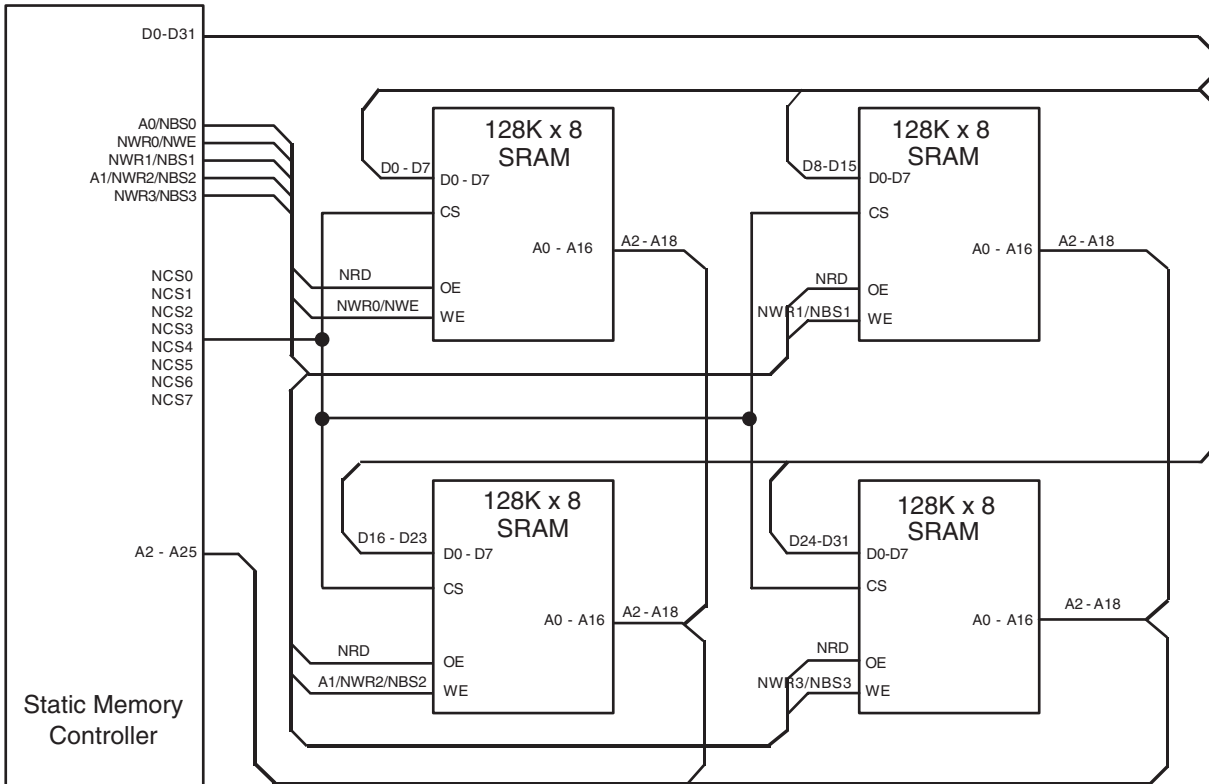 D0-D31
A0/NBS0
NWR0/NWE
NWR1/NBS1
A1/NWR2/NBS2
NWR3/NBS3
NCS0
NCS1
NCS2
NCS3
NCS4
NCS5
NCS6
NCS7
A2 - A25
Static Memory
Controller
128K x 8
SRAM
D0 - D7
D0 - D7
CS
A0 - A16
A2 - A18
NRD
OE
NWR0/NWE
WE
128K x 8
SRAM
D8-D15
D0-D7
CS
A0 - A16
A2 - A18
NRD
OE
NWR1/NBS1
WE
128K x 8
SRAM
D16 - D23
D0 - D7
CS
A0 - A16
A2 - A18
NRD
OE
A1/NWR2/NBS2
WE
128K x 8
SRAM
D24-D31
D0-D7
CS
A0 - A16
A2 - A18
NRD
OE
NWR3/NBS3
WE